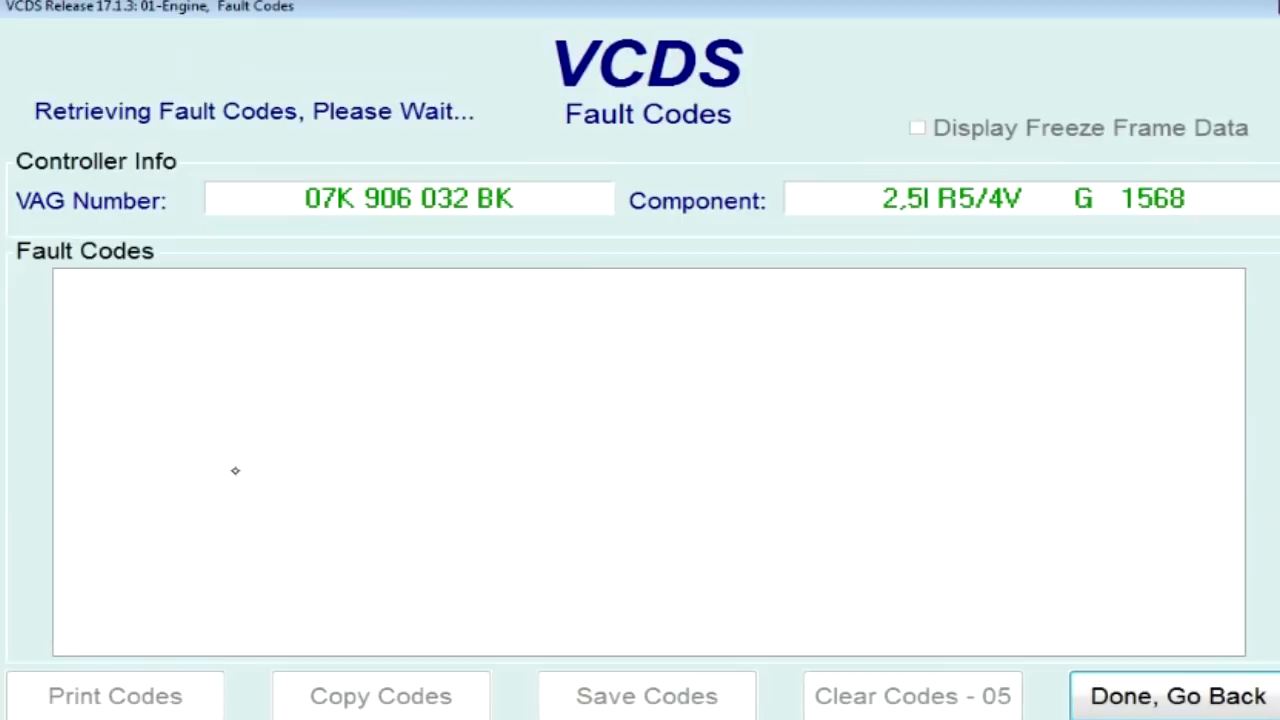 VCDS Release 17.1.3: 01-Engine, Fault Codes
VCDS
Fault Codes
Retrieving Fault Codes, Please Wait...
Display Freeze Frame Data
Controller Info
VAG Number: 07K 906 032 BK Component: 2,5l R5/4V G 1568
Fault Codes
Print Codes Copy Codes Save Codes Clear Codes - 05 Done, Go Back